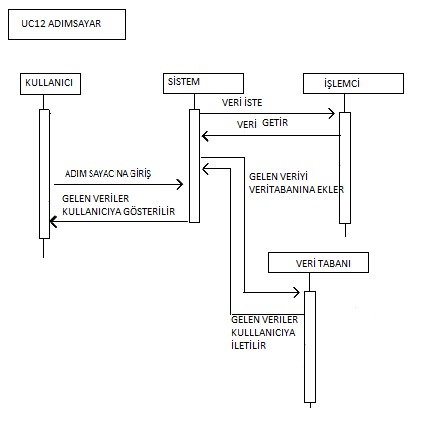 UC12 ADIMSAYAR
KULLANICI
SİSTEM
İŞLEMCİ
VERİ İSTE
VERİ GETİR
ADIM SAYAC NA GİRİŞ
GELEN VERİLER
KULLANICIYA GÖSTERİLİR
GELEN VERİYİ
VERİTABANINA EKLER
VERİ TABANI
GELEN VERİLER
KULLLANICIYA
İLETİLİR